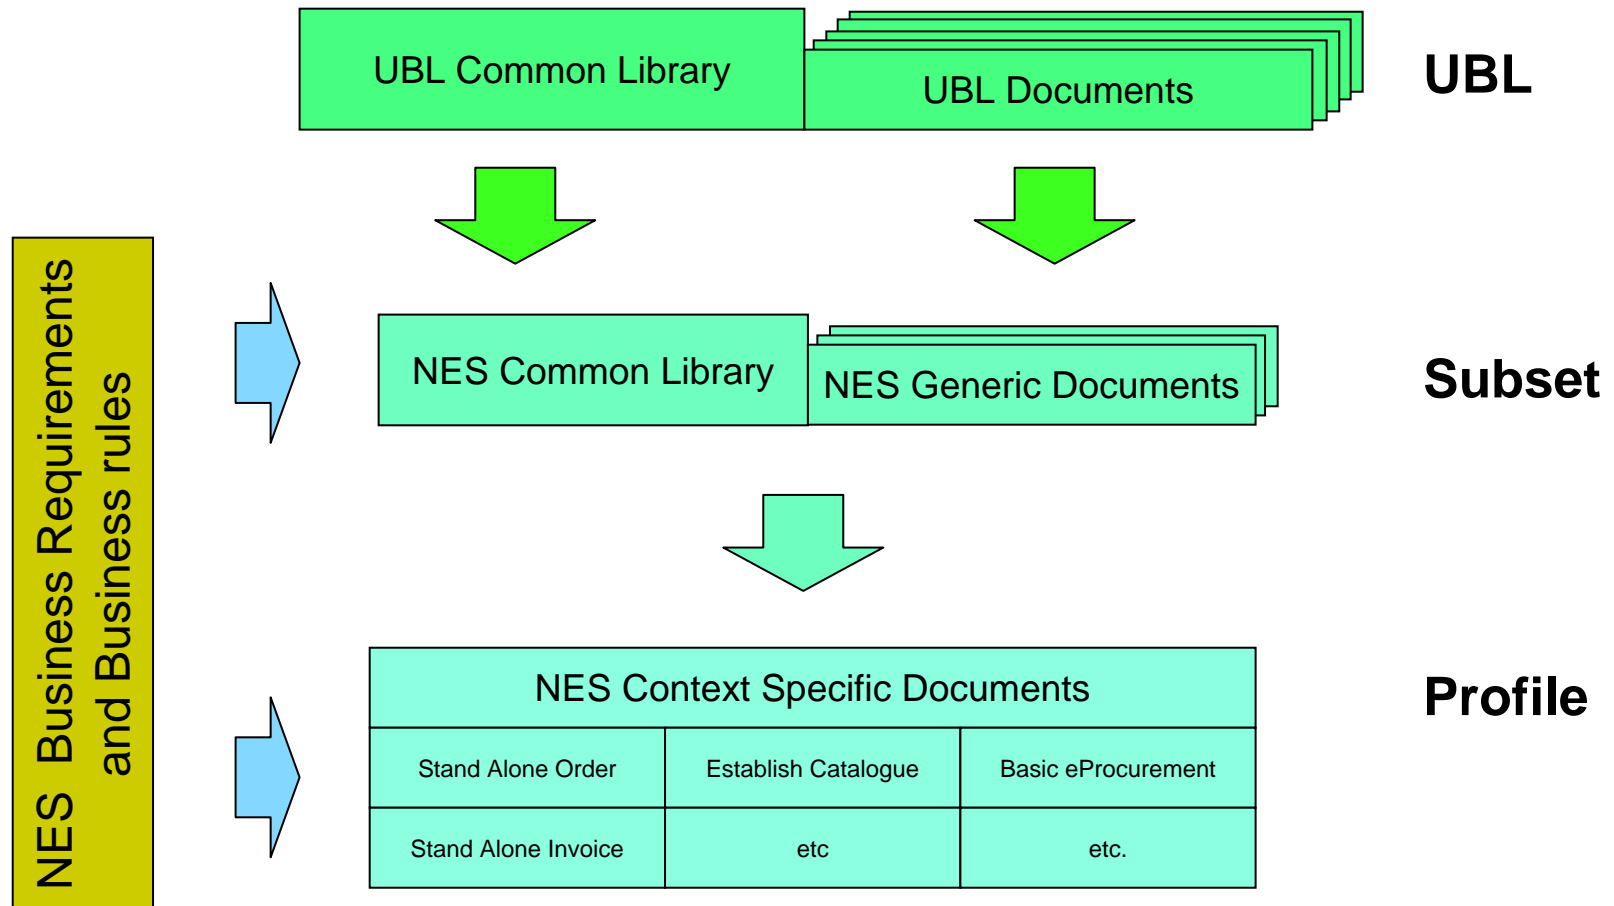 UBL Common Library
UBL Documents
UBL
NES Business Requirements
and Business rules
NES Common Library
NES Generic Documents
Subset
NES Context Specific Documents
Profile
Stand Alone Order
Establish Catalogue
Basic eProcurement
Stand Alone Invoice
etc
etc.